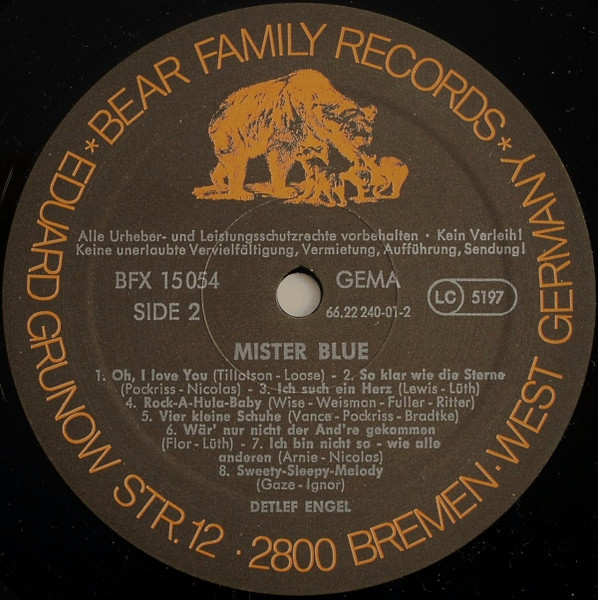 * BEAR FAMILY RECORDS *
EDUARD GRUNOW STR. 12 · 2800 BREMEN · WEST GERMANY
Alle Urheber- und Leistungsschutzrechte vorbehalten · Kein Verleih!
Keine unerlaubte Vervielfältigung, Vermietung, Aufführung, Sendung!
BFX 15 054 GEMA LC 5197
SIDE 2 66.22 240-01-2
MISTER BLUE
1. Oh, I love You (Tillotson - Loose) - 2. So klar wie die Sterne
(Pockriss - Nicolas) - 3. Ich such ein Herz (Lewis - Lüth)
4. Rock-A-Hula-Baby (Wise - Weisman - Fuller - Ritter)
5. Vier kleine Schuhe (Vance - Pockriss - Bradtke)
6. Wär' nur nicht der And're gekommen
(Flor - Lüth) - 7. Ich bin nicht so - wie alle
anderen (Arnie - Nicolas)
8. Sweety-Sleepy-Melody
(Gaze - Ignor)
DETLEF ENGEL